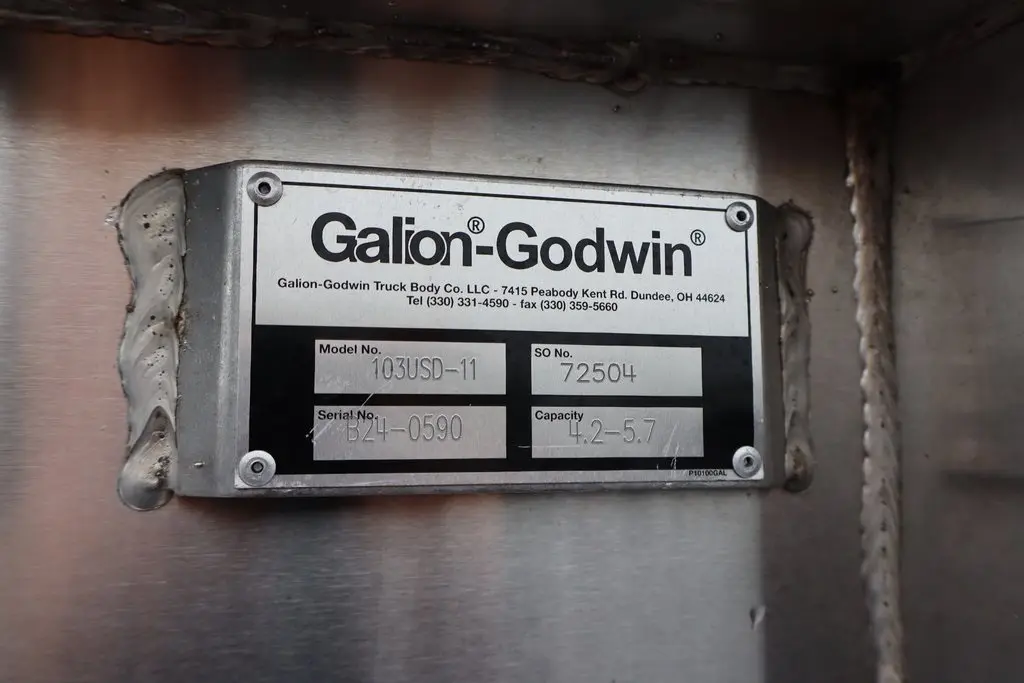 Galion®-Godwin®
Galion-Godwin Truck Body Co. LLC - 7415 Peabody Kent Rd. Dundee, OH 44624
Tel (330) 331-4590 - fax (330) 359-5660
Model No. 103USD-11
SO No. 72504
Serial No. B24-0590
Capacity 4.2-5.7
P10100GAL